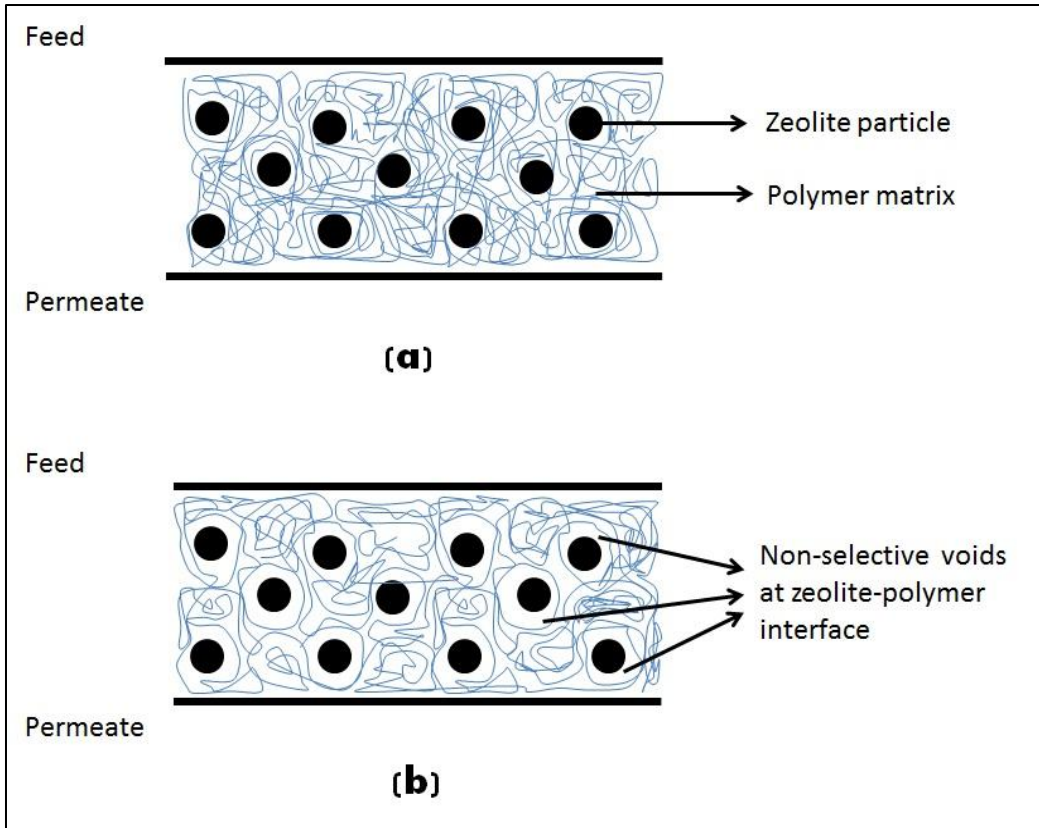 Feed
Zeolite particle
Polymer matrix
Permeate
(a)
Feed
Non-selective voids
at zeolite-polymer
interface
Permeate
(b)